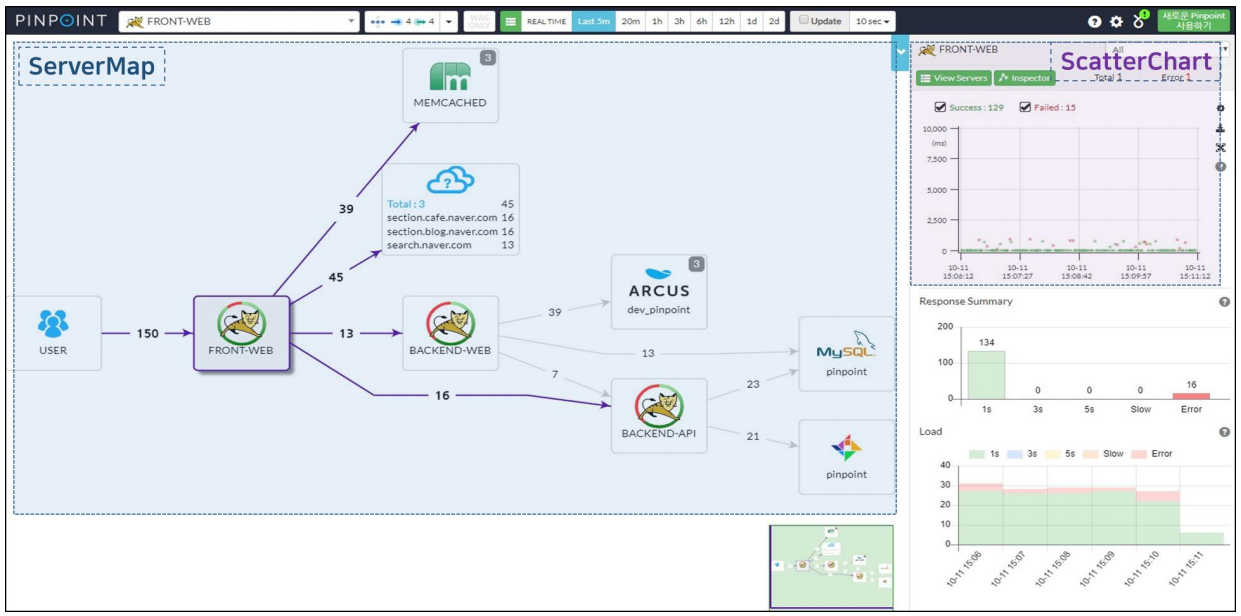 PINPOINT FRONT-WEB 4 4 WAS ONLY REALTIME Last 5m 20m 1h 3h 6h 12h 1d 2d Update 10 sec 새로운 Pinpoint 사용하기
ServerMap
3
MEMCACHED
39
Total : 3 45
section.cafe.naver.com 16
section.blog.naver.com 16
search.naver.com 13
45
3
ARCUS
dev_pinpoint
39
USER
150
FRONT-WEB
13
BACKEND-WEB
13
MySQL
pinpoint
7
23
16
BACKEND-API
21
pinpoint
FRONT-WEB All
ScatterChart
View Servers Inspector Total 1 Error 1
Success : 129 Failed : 15
10,000
(ms)
7,500
5,000
2,500
0
10-11 10-11 10-11 10-11 10-11
15:06:12 15:07:27 15:08:42 15:09:57 15:11:12
Response Summary
200
134
100
0 0 0 16
0
1s 3s 5s Slow Error
Load
1s 3s 5s Slow Error
40
30
20
10
0
10-11 15:06 10-11 15:07 10-11 15:08 10-11 15:09 10-11 15:10 10-11 15:11